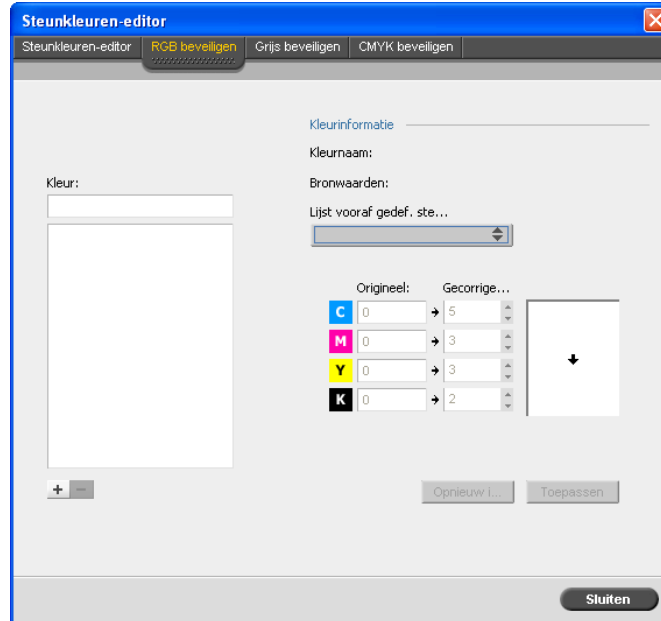 Steunkleuren-editor
Steunkleuren-editor RGB beveiligen Grijs beveiligen CMYK beveiligen
Kleurinformatie
Kleurnaam:
Kleur:
Bronwaarden:
Lijst vooraf gedef. ste...
Origineel: Gecorrige...
C 0 5
M 0 3
Y 0 3
K 0 2
+ −
Opnieuw i... Toepassen
Sluiten